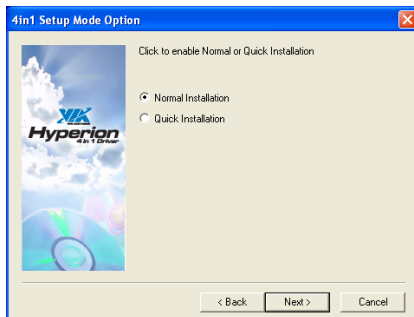 4in1 Setup Mode Option
Click to enable Normal or Quick Installation
Normal Installation
Quick Installation
VIA
Hyperion
4 in 1 Driver
< Back
Next >
Cancel